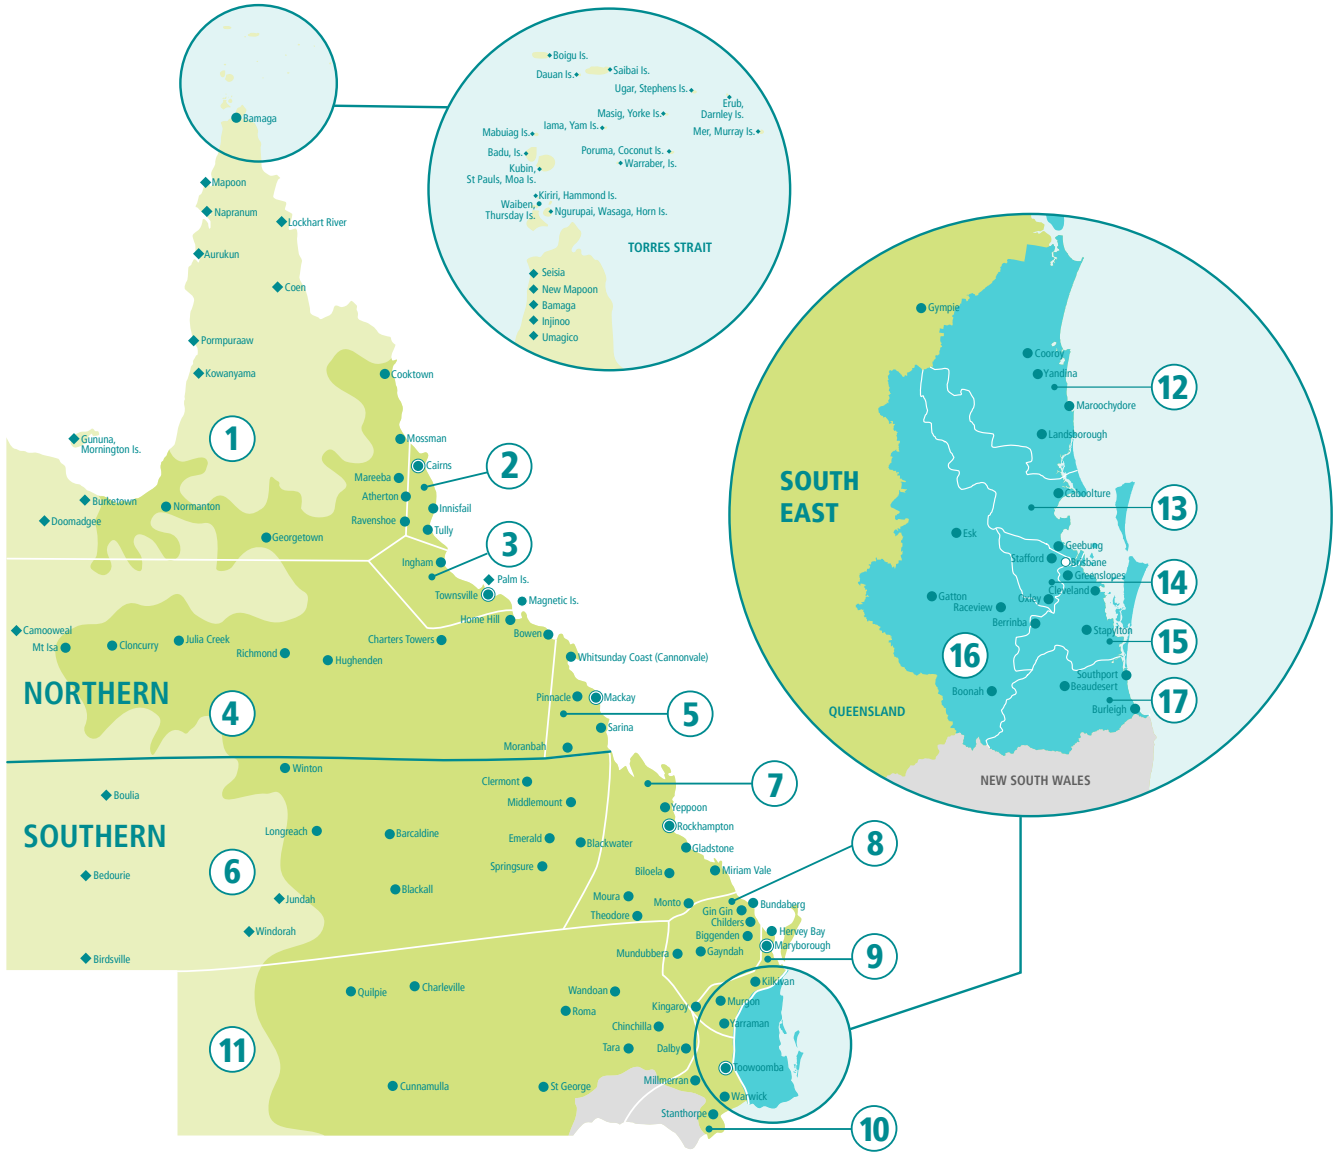 Bamaga
Mapoon
Napranum
Lockhart River
Aurukun
Coen
Pormpuraaw
Kowanyama
Cooktown
1
Gununa,
Mornington Is.
Mossman
Cairns
2
Mareeba
Atherton
Burketown
Normanton
Innisfail
Doomadgee
Ravenshoe
Tully
Georgetown
3
Ingham
Palm Is.
Townsville
Magnetic Is.
Home Hill
Bowen
Camooweal
Mt Isa
Cloncurry
Julia Creek
Richmond
Hughenden
Charters Towers
Whitsunday Coast (Cannonvale)
NORTHERN
4
Pinnacle
Mackay
5
Sarina
Moranbah
Winton
Clermont
7
Boulia
Middlemount
Yeppoon
SOUTHERN
Longreach
Barcaldine
Emerald
Blackwater
Rockhampton
Gladstone
8
Springsure
Biloela
Miriam Vale
Bedourie
6
Blackall
Jundah
Moura
Monto
Theodore
Gin Gin
Bundaberg
Childers
Windorah
Biggenden
Hervey Bay
Maryborough
Birdsville
Mundubbera
Gayndah
9
Quilpie
Charleville
Wandoan
Kilkivan
Kingaroy
Murgon
Roma
Chinchilla
Yarraman
11
Tara
Dalby
Toowoomba
Cunnamulla
St George
Millmerran
Warwick
Stanthorpe
10
Boigu Is.
Dauan Is.
Saibai Is.
Ugar, Stephens Is.
Erub,
Darnley Is.
Masig, Yorke Is.
Iama, Yam Is.
Mabuiag Is.
Mer, Murray Is.
Badu, Is.
Poruma, Coconut Is.
Warraber, Is.
Kubin,
St Pauls, Moa Is.
Kiriri, Hammond Is.
Waiben,
Thursday Is.
Ngurupai, Wasaga, Horn Is.
TORRES STRAIT
Seisia
New Mapoon
Bamaga
Injinoo
Umagico
Gympie
Cooroy
Yandina
12
Maroochydore
Landsborough
SOUTH
EAST
Caboolture
13
Esk
Geebung
Stafford
Brisbane
Greenslopes
14
Cleveland
Gatton
Oxley
Raceview
Berrinba
Stapylton
15
16
Southport
Boonah
Beaudesert
17
Burleigh
QUEENSLAND
NEW SOUTH WALES